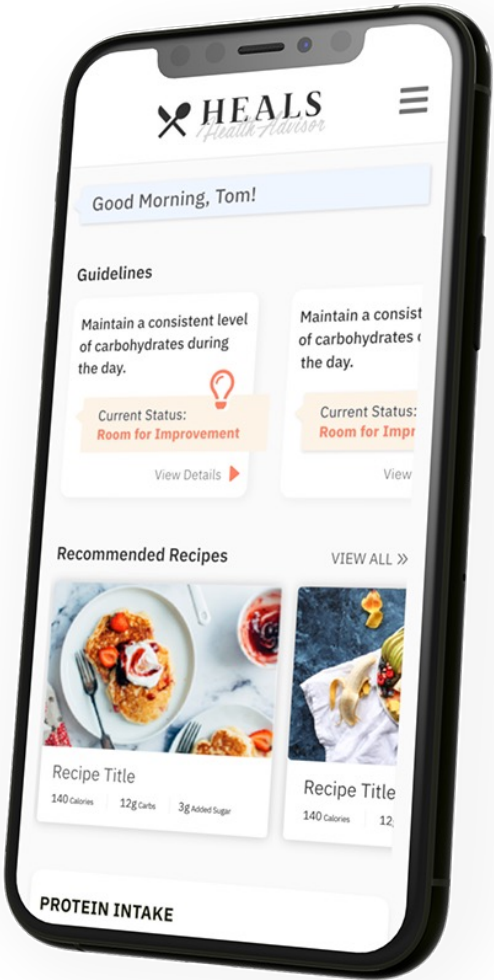 HEALS
Health Advisor
Good Morning, Tom!
Guidelines
Maintain a consistent level
of carbohydrates during
the day.
Current Status:
Room for Improvement
View Details
Maintain a consist
of carbohydrates
the day.
Current Status:
Room for Impr
View
Recommended Recipes
VIEW ALL »
Recipe Title
140 Calories
12g Carbs
3g Added Sugar
Recipe Title
140 Calories
12
PROTEIN INTAKE